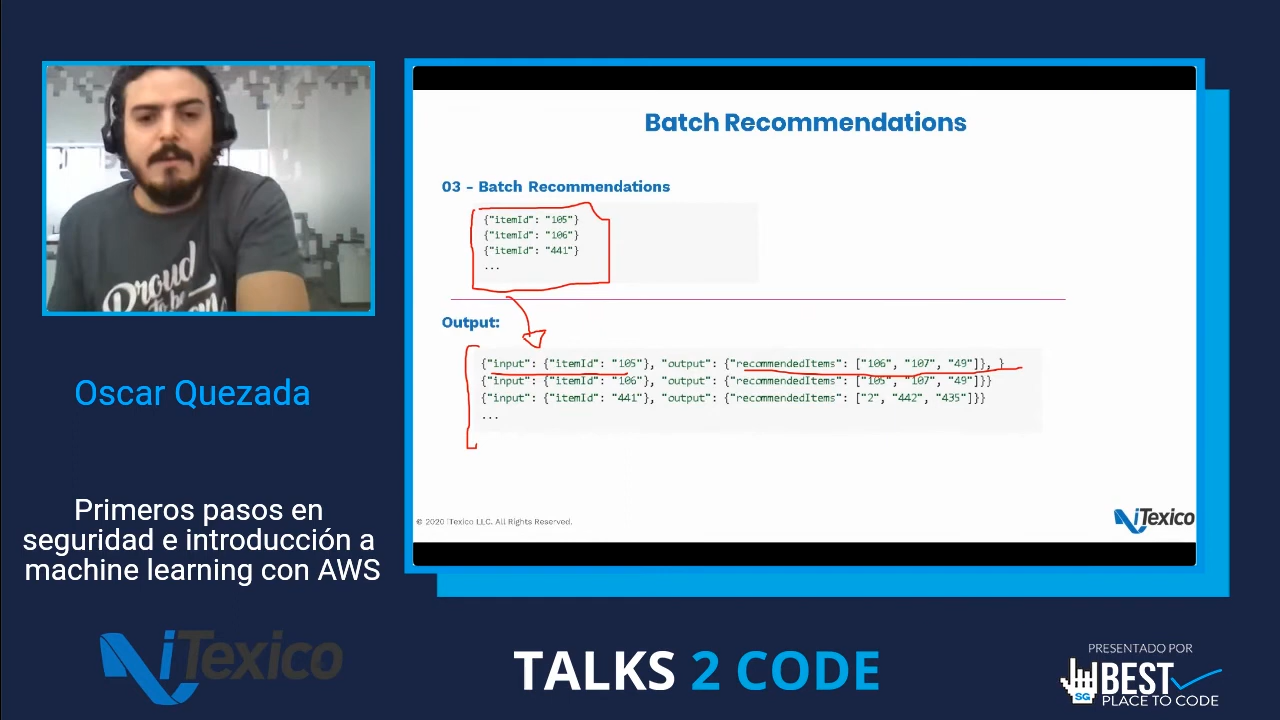 Proud
to be
Batch Recommendations
03 - Batch Recommendations
{"itemId": "105"}
{"itemId": "106"}
{"itemId": "441"}
...
Output:
{"input": {"itemId": "105"}, "output": {"recommendedItems": ["106", "107", "49"]}, }
{"input": {"itemId": "106"}, "output": {"recommendedItems": ["105", "107", "49"]}}
{"input": {"itemId": "441"}, "output": {"recommendedItems": ["2", "442", "435"]}}
...
© 2020 iTexico LLC. All Rights Reserved.
iTexico
Oscar Quezada
Primeros pasos en
seguridad e introducción a
machine learning con AWS
iTexico
TALKS 2 CODE
PRESENTADO POR
SG
BEST
PLACE TO CODE